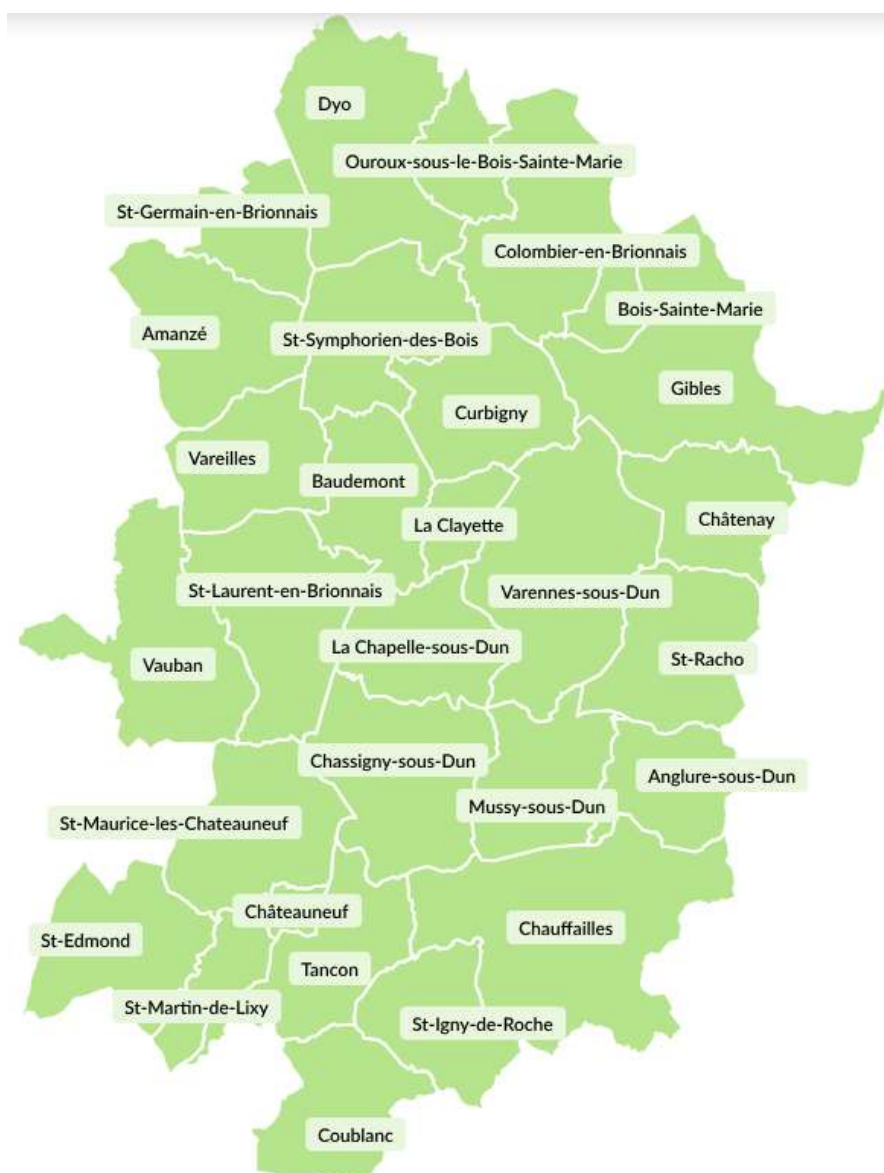 Dyo
Ouroux-sous-le-Bois-Sainte-Marie
St-Germain-en-Brionnais
Colombier-en-Brionnais
Bois-Sainte-Marie
Amanzé
St-Symphorien-des-Bois
Gibles
Curbigny
Vareilles
Baudemont
La Clayette
Châtenay
St-Laurent-en-Brionnais
Varennes-sous-Dun
La Chapelle-sous-Dun
Vauban
St-Racho
Chassigny-sous-Dun
Anglure-sous-Dun
Mussy-sous-Dun
St-Maurice-les-Chateauneuf
Châteauneuf
Chauffailles
St-Edmond
Tancon
St-Martin-de-Lixy
St-Igny-de-Roche
Coublanc